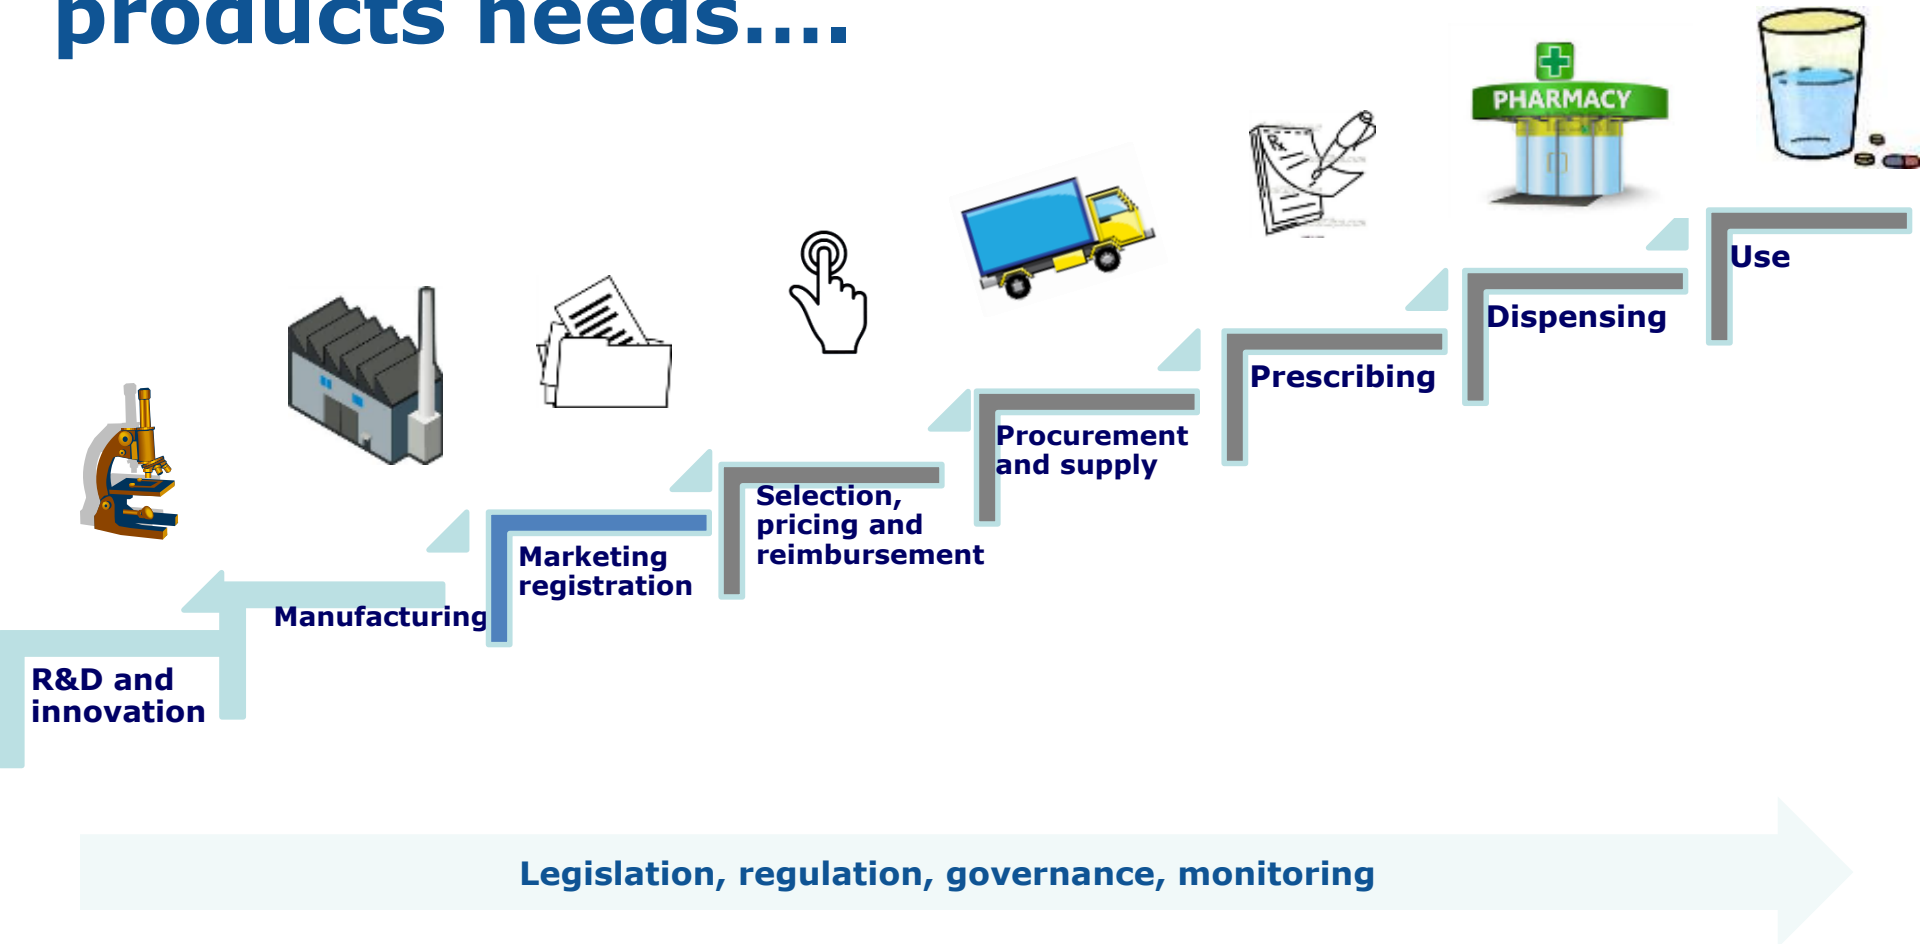 products needs....
PHARMACY
Use
Dispensing
Prescribing
Procurement
and supply
Selection,
pricing and
reimbursement
Marketing
registration
Manufacturing
R&D and
innovation
Legislation, regulation, governance, monitoring